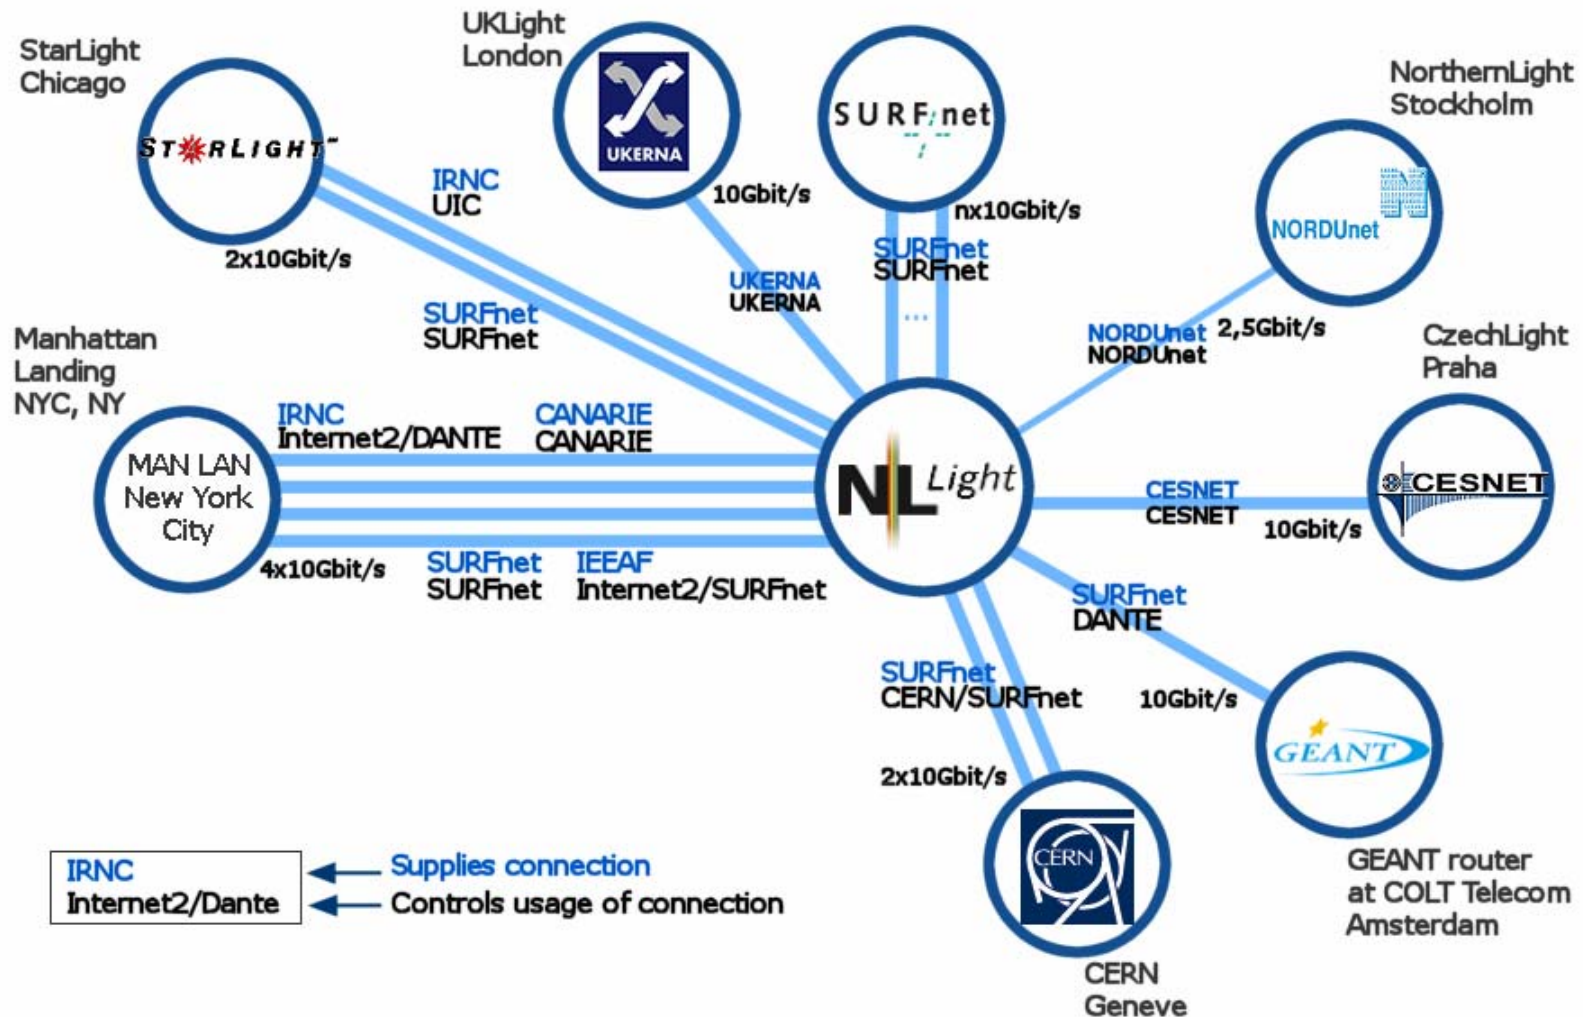 StarLight
Chicago
STARLIGHT™
2x10Gbit/s
UKLight
London
UKERNA
10Gbit/s
SURFnet
nx10Gbit/s
NorthernLight
Stockholm
N
NORDUnet
2,5Gbit/s
IRNC
UIC
SURFnet
SURFnet
UKERNA
UKERNA
SURFnet
SURFnet
...
NORDUnet
NORDUnet
CzechLight
Praha
CESNET
10Gbit/s
Manhattan
Landing
NYC, NY
MAN LAN
New York
City
4x10Gbit/s
IRNC
Internet2/DANTE
CANARIE
CANARIE
SURFnet
SURFnet
IEEAF
Internet2/SURFnet
NL Light
CESNET
CESNET
SURFnet
DANTE
10Gbit/s
GEANT
GEANT router
at COLT Telecom
Amsterdam
SURFnet
CERN/SURFnet
2x10Gbit/s
CERN
CERN
Geneve
IRNC
Internet2/Dante
Supplies connection
Controls usage of connection